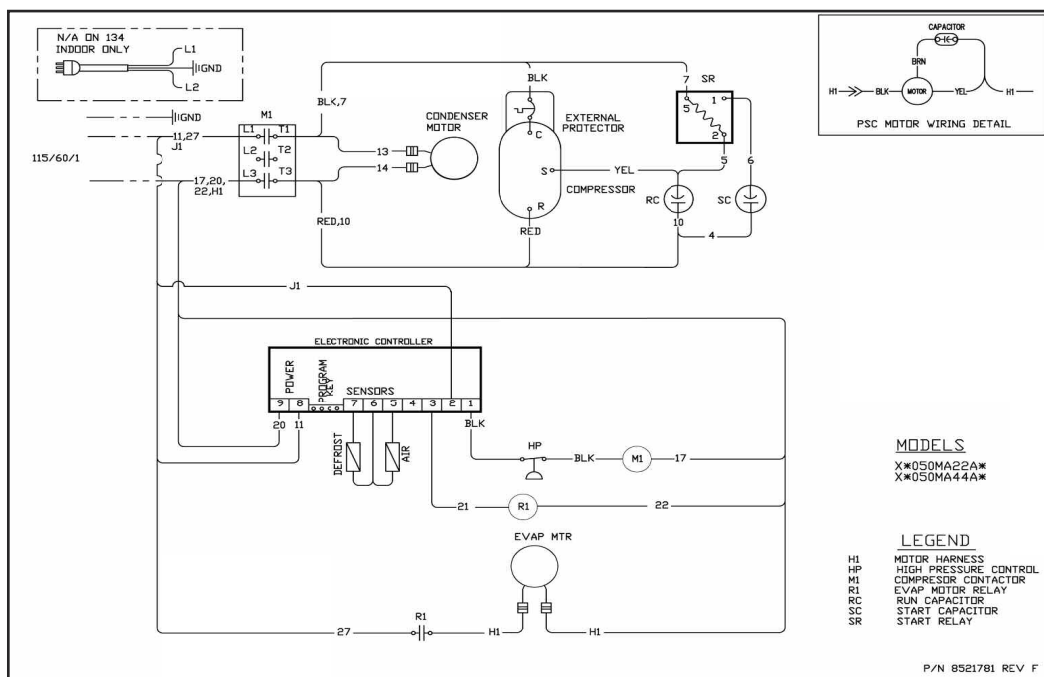 N/A ON 134
INDOOR ONLY
L1
GND
L2
GND
11,27
J1
115/60/1
17,20,
22,H1
M1
L1
T1
L2
T2
L3
T3
BLK,7
RED,10
13
14
CONDENSER
MOTOR
BLK
EXTERNAL
PROTECTOR
C
S
R
COMPRESSOR
YEL
RED
7
SR
5
1
2
5
6
RC
SC
10
4
CAPACITOR
BRN
H1
BLK
MOTOR
YEL
H1
PSC MOTOR WIRING DETAIL
J1
ELECTRONIC CONTROLLER
POWER
PROGRAM
KEY
SENSORS
9
8
7
6
5
4
3
2
1
20
11
BLK
DEFROST
AIR
HP
BLK
M1
17
21
R1
22
EVAP MTR
R1
27
H1
H1
MODELS
X*050MA22A*
X*050MA44A*
LEGEND
H1 MOTOR HARNESS
HP HIGH PRESSURE CONTROL
M1 COMPRESOR CONTACTOR
R1 EVAP MOTOR RELAY
RC RUN CAPACITOR
SC START CAPACITOR
SR START RELAY
P/N 8521781 REV F